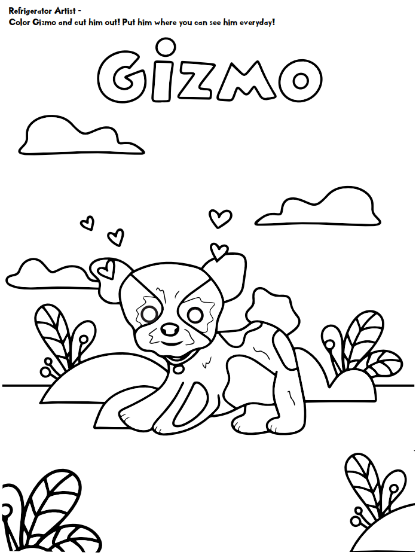 Refrigerator Artist -
Color Gizmo and cut him out! Put him where you can see him everyday!
GIZMO